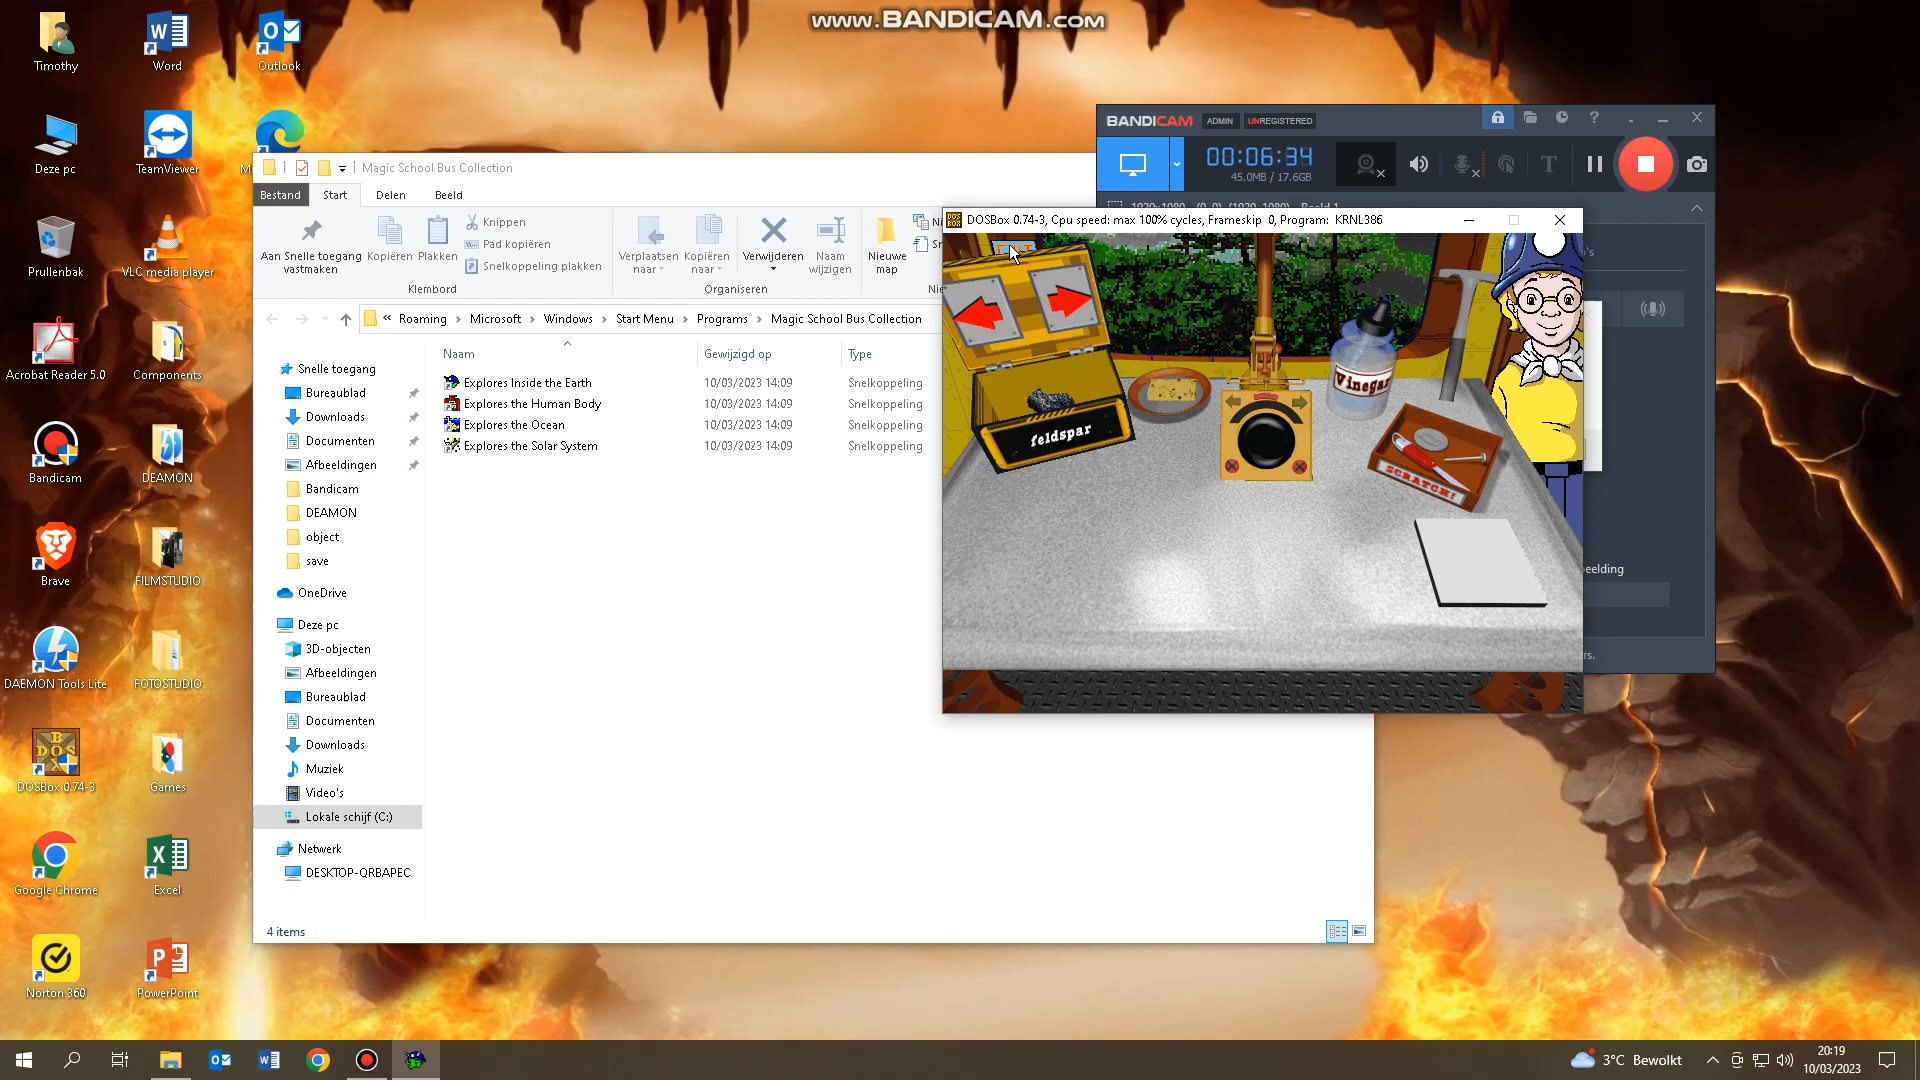 www.BANDICAM.com
Timothy
Word
Outlook
Deze pc
TeamViewer
Prullenbak
VLC media player
Acrobat Reader 5.0
Components
Bandicam
DEAMON
Brave
FILMSTUDIO
DAEMON Tools Lite
FOTOSTUDIO
DOSBox 0.74-3
Games
Google Chrome
Excel
Norton 360
PowerPoint
Magic School Bus Collection
Bestand
Start
Delen
Beeld
Aan Snelle toegang vastmaken
Kopiëren
Plakken
Knippen
Pad kopiëren
Snelkoppeling plakken
Klembord
Verplaatsen naar
Kopiëren naar
Verwijderen
Naam wijzigen
Organiseren
Nieuwe map
« Roaming > Microsoft > Windows > Start Menu > Programs > Magic School Bus Collection
Naam
Gewijzigd op
Type
Explores Inside the Earth 10/03/2023 14:09 Snelkoppeling
Explores the Human Body 10/03/2023 14:09 Snelkoppeling
Explores the Ocean 10/03/2023 14:09 Snelkoppeling
Explores the Solar System 10/03/2023 14:09 Snelkoppeling
Snelle toegang
Bureaublad
Downloads
Documenten
Afbeeldingen
Bandicam
DEAMON
object
save
OneDrive
Deze pc
3D-objecten
Afbeeldingen
Bureaublad
Documenten
Downloads
Muziek
Video's
Lokale schijf (C:)
Netwerk
DESKTOP-QRBAPEC
4 items
BANDICAM ADMIN UNREGISTERED
00:06:34
45.0MB / 17.6GB
DOSBox 0.74-3, Cpu speed: max 100% cycles, Frameskip 0, Program: KRNL386
feldspar
Vinegar
SCRATCH!
3°C Bewolkt
20:19
10/03/2023